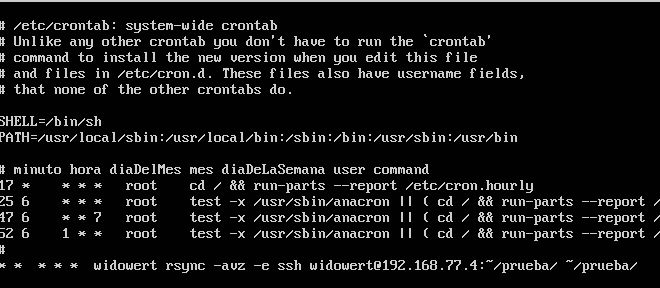 # /etc/crontab: system-wide crontab
# Unlike any other crontab you don't have to run the `crontab'
# command to install the new version when you edit this file
# and files in /etc/cron.d. These files also have username fields,
# that none of the other crontabs do.
SHELL=/bin/sh
PATH=/usr/local/sbin:/usr/local/bin:/sbin:/bin:/usr/sbin:/usr/bin
# minuto hora diaDelMes mes diaDeLaSemana user command
17 * * * * root cd / && run-parts --report /etc/cron.hourly
25 6 * * * root test -x /usr/sbin/anacron || ( cd / && run-parts --report /
47 6 * * 7 root test -x /usr/sbin/anacron || ( cd / && run-parts --report /
52 6 1 * * root test -x /usr/sbin/anacron || ( cd / && run-parts --report /
#
* * * * * widowert rsync -avz -e ssh widowert@192.168.77.4:~/prueba/ ~/prueba/